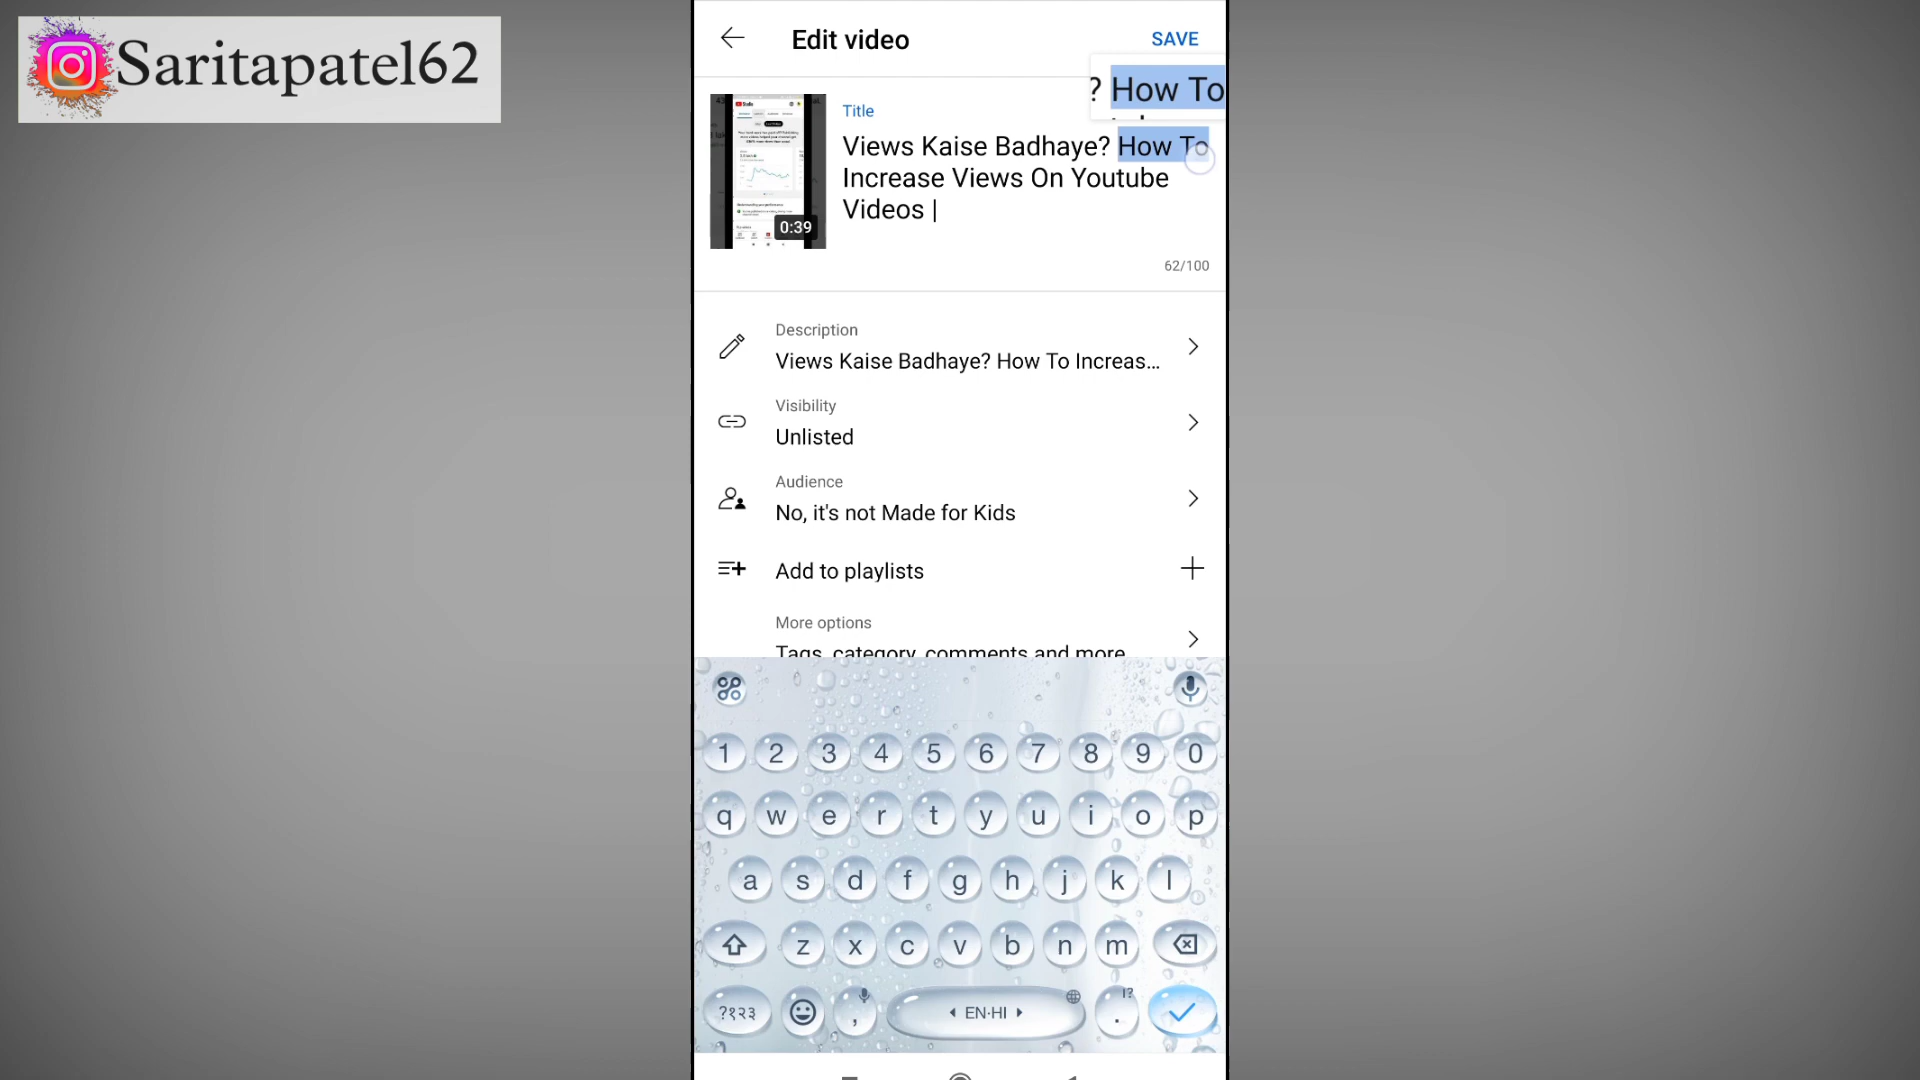 Saritapatel62
Edit video
SAVE
? How To
Title
Views Kaise Badhaye? How To
Increase Views On Youtube
Videos |
0:39
62/100
Description
Views Kaise Badhaye? How To Increas...
Visibility
Unlisted
Audience
No, it's not Made for Kids
Add to playlists
More options
Tags, category, comments and more
1 2 3 4 5 6 7 8 9 0
q w e r t y u i o p
a s d f g h j k l
z x c v b n m
?१२३ , EN·HI . !?